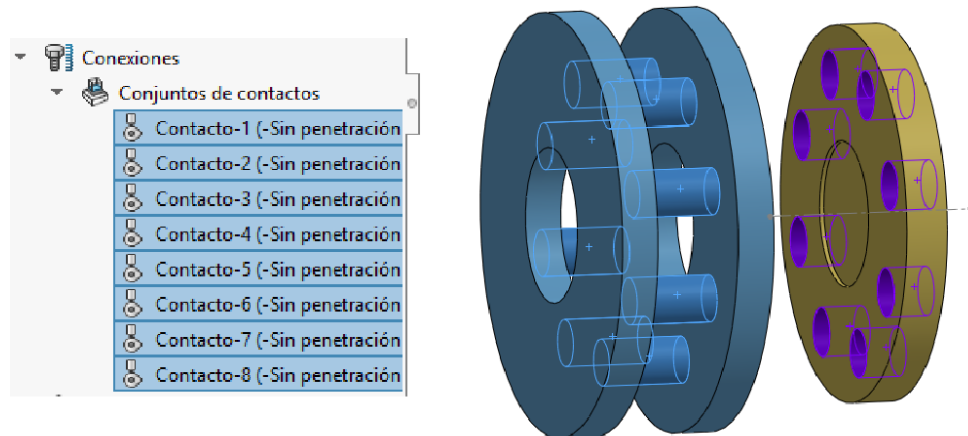 Conexiones
Conjuntos de contactos
Contacto-1 (-Sin penetración
Contacto-2 (-Sin penetración
Contacto-3 (-Sin penetración
Contacto-4 (-Sin penetración
Contacto-5 (-Sin penetración
Contacto-6 (-Sin penetración
Contacto-7 (-Sin penetración
Contacto-8 (-Sin penetración